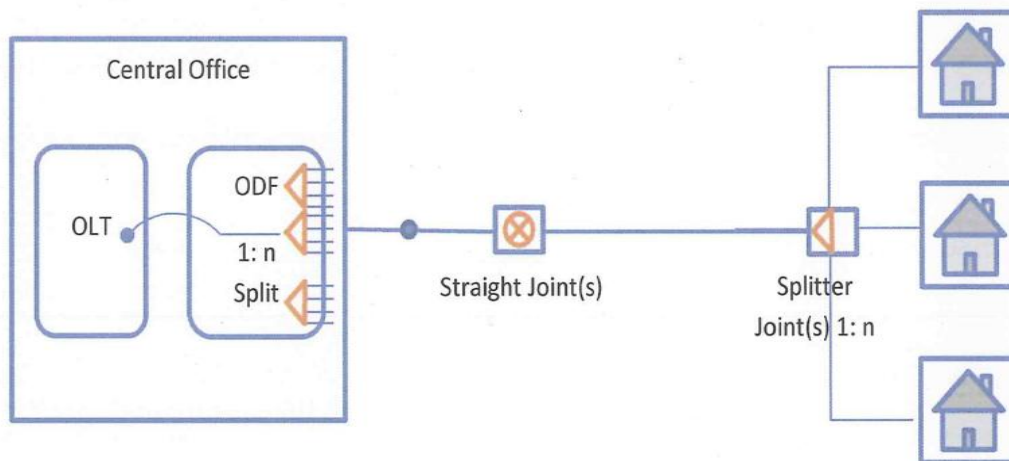 Central Office
ODF
OLT
1: n
Split
Straight Joint(s)
Splitter
Joint(s) 1: n